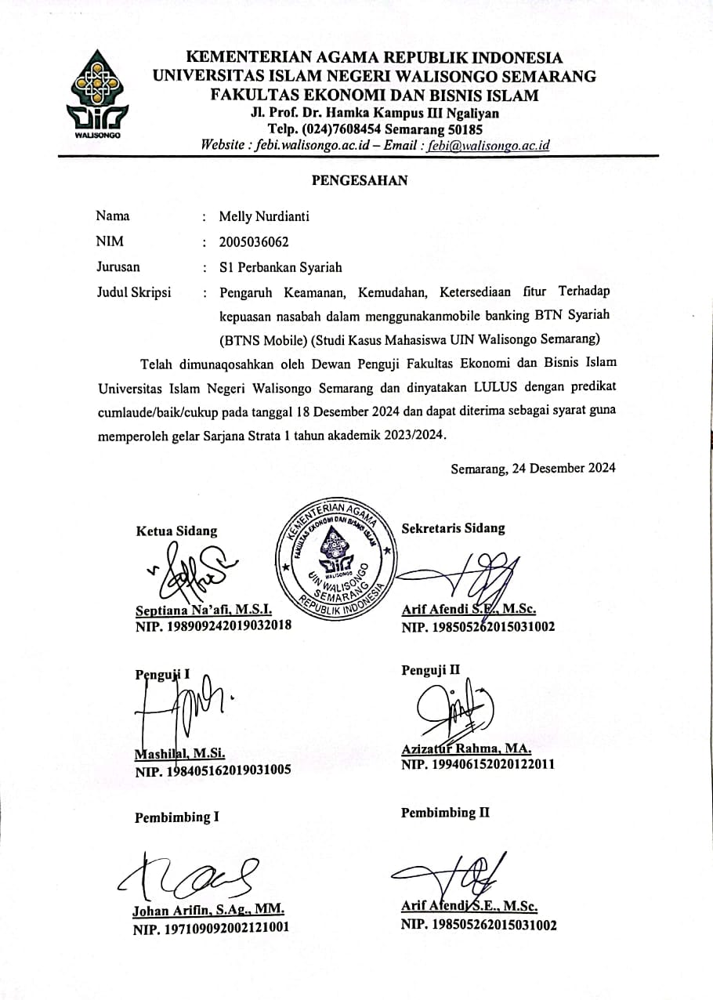 KEMENTERIAN AGAMA REPUBLIK INDONESIA
UNIVERSITAS ISLAM NEGERI WALISONGO SEMARANG
FAKULTAS EKONOMI DAN BISNIS ISLAM
Jl. Prof. Dr. Hamka Kampus III Ngaliyan
Telp. (024)7608454 Semarang 50185
Website : febi.walisongo.ac.id – Email : febi@walisongo.ac.id
WALISONGO
PENGESAHAN
Nama : Melly Nurdianti
NIM : 2005036062
Jurusan : S1 Perbankan Syariah
Judul Skripsi : Pengaruh Keamanan, Kemudahan, Ketersediaan fitur Terhadap
kepuasan nasabah dalam menggunakanmobile banking BTN Syariah
(BTNS Mobile) (Studi Kasus Mahasiswa UIN Walisongo Semarang)
Telah dimunaqosahkan oleh Dewan Penguji Fakultas Ekonomi dan Bisnis Islam
Universitas Islam Negeri Walisongo Semarang dan dinyatakan LULUS dengan predikat
cumlaude/baik/cukup pada tanggal 18 Desember 2024 dan dapat diterima sebagai syarat guna
memperoleh gelar Sarjana Strata 1 tahun akademik 2023/2024.
Semarang, 24 Desember 2024
Ketua Sidang
Septiana Na'afi, M.S.I.
NIP. 198909242019032018
KEMENTERIAN AGAMA
FAKULTAS EKONOMI DAN BISNIS ISLAM
WALISONGO
UIN WALISONGO
SEMARANG
REPUBLIK INDONESIA
Sekretaris Sidang
Arif Afendi S.E., M.Sc.
NIP. 198505262015031002
Penguji I
Mashilal, M.Si.
NIP. 198405162019031005
Penguji II
Azizatur Rahma, MA.
NIP. 199406152020122011
Pembimbing I
Johan Arifin, S.Ag., MM.
NIP. 197109092002121001
Pembimbing II
Arif Afendi S.E., M.Sc.
NIP. 198505262015031002